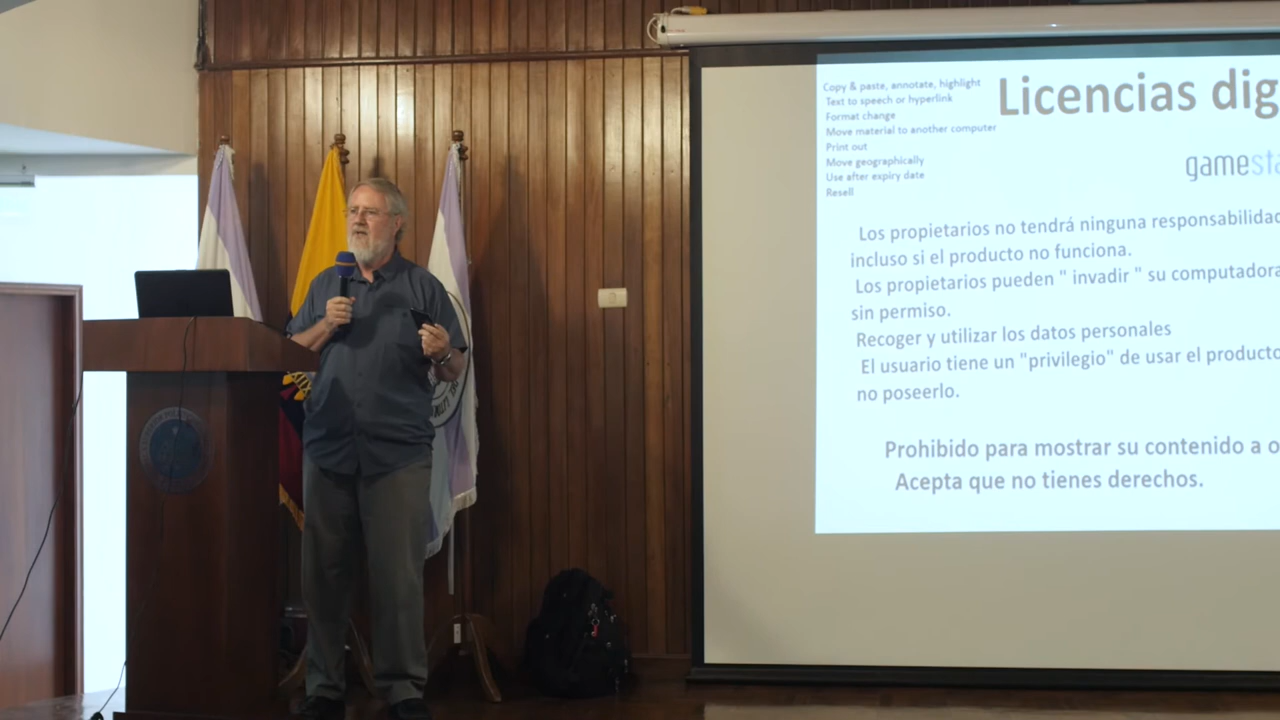 Copy & paste, annotate, highlight
Text to speech or hyperlink
Format change
Move material to another computer
Print out
Move geographically
Use after expiry date
Resell
Licencias dig
gamesta
Los propietarios no tendrá ninguna responsabilidad
incluso si el producto no funciona.
Los propietarios pueden " invadir " su computadora
sin permiso.
Recoger y utilizar los datos personales
El usuario tiene un "privilegio" de usar el producto
no poseerlo.
Prohibido para mostrar su contenido a o
Acepta que no tienes derechos.